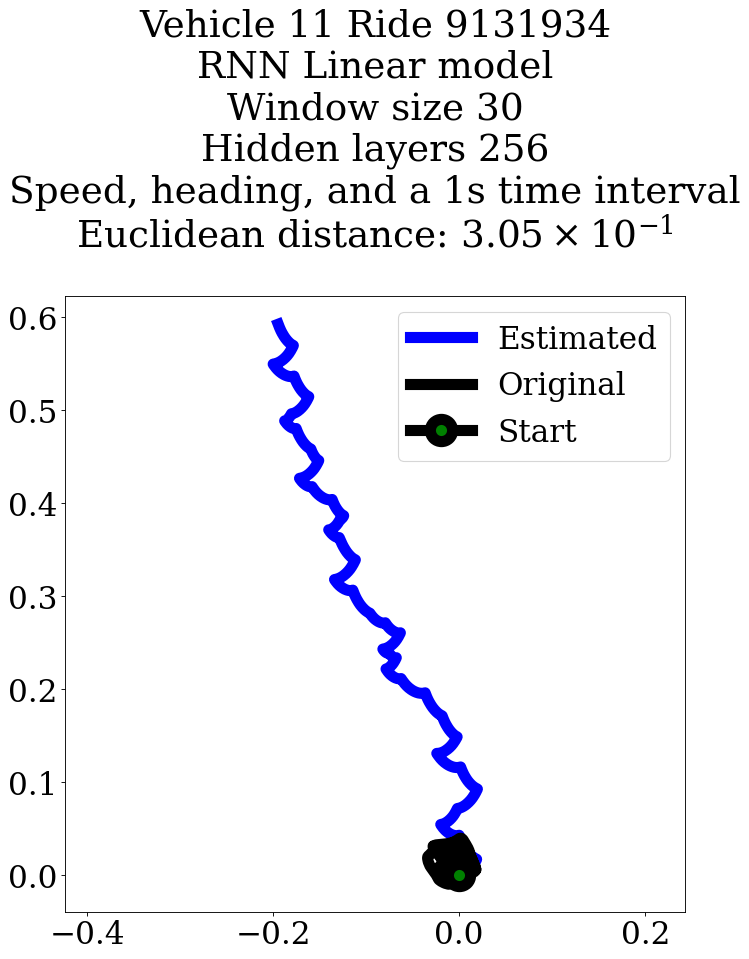 Vehicle 11 Ride 9131934
RNN Linear model
Window size 30
Hidden layers 256
Speed, heading, and a 1s time interval
Euclidean distance: 3.05 × 10⁻¹
0.6
0.5
0.4
0.3
0.2
0.1
0.0
Estimated
Original
Start
−0.4 −0.2 0.0 0.2